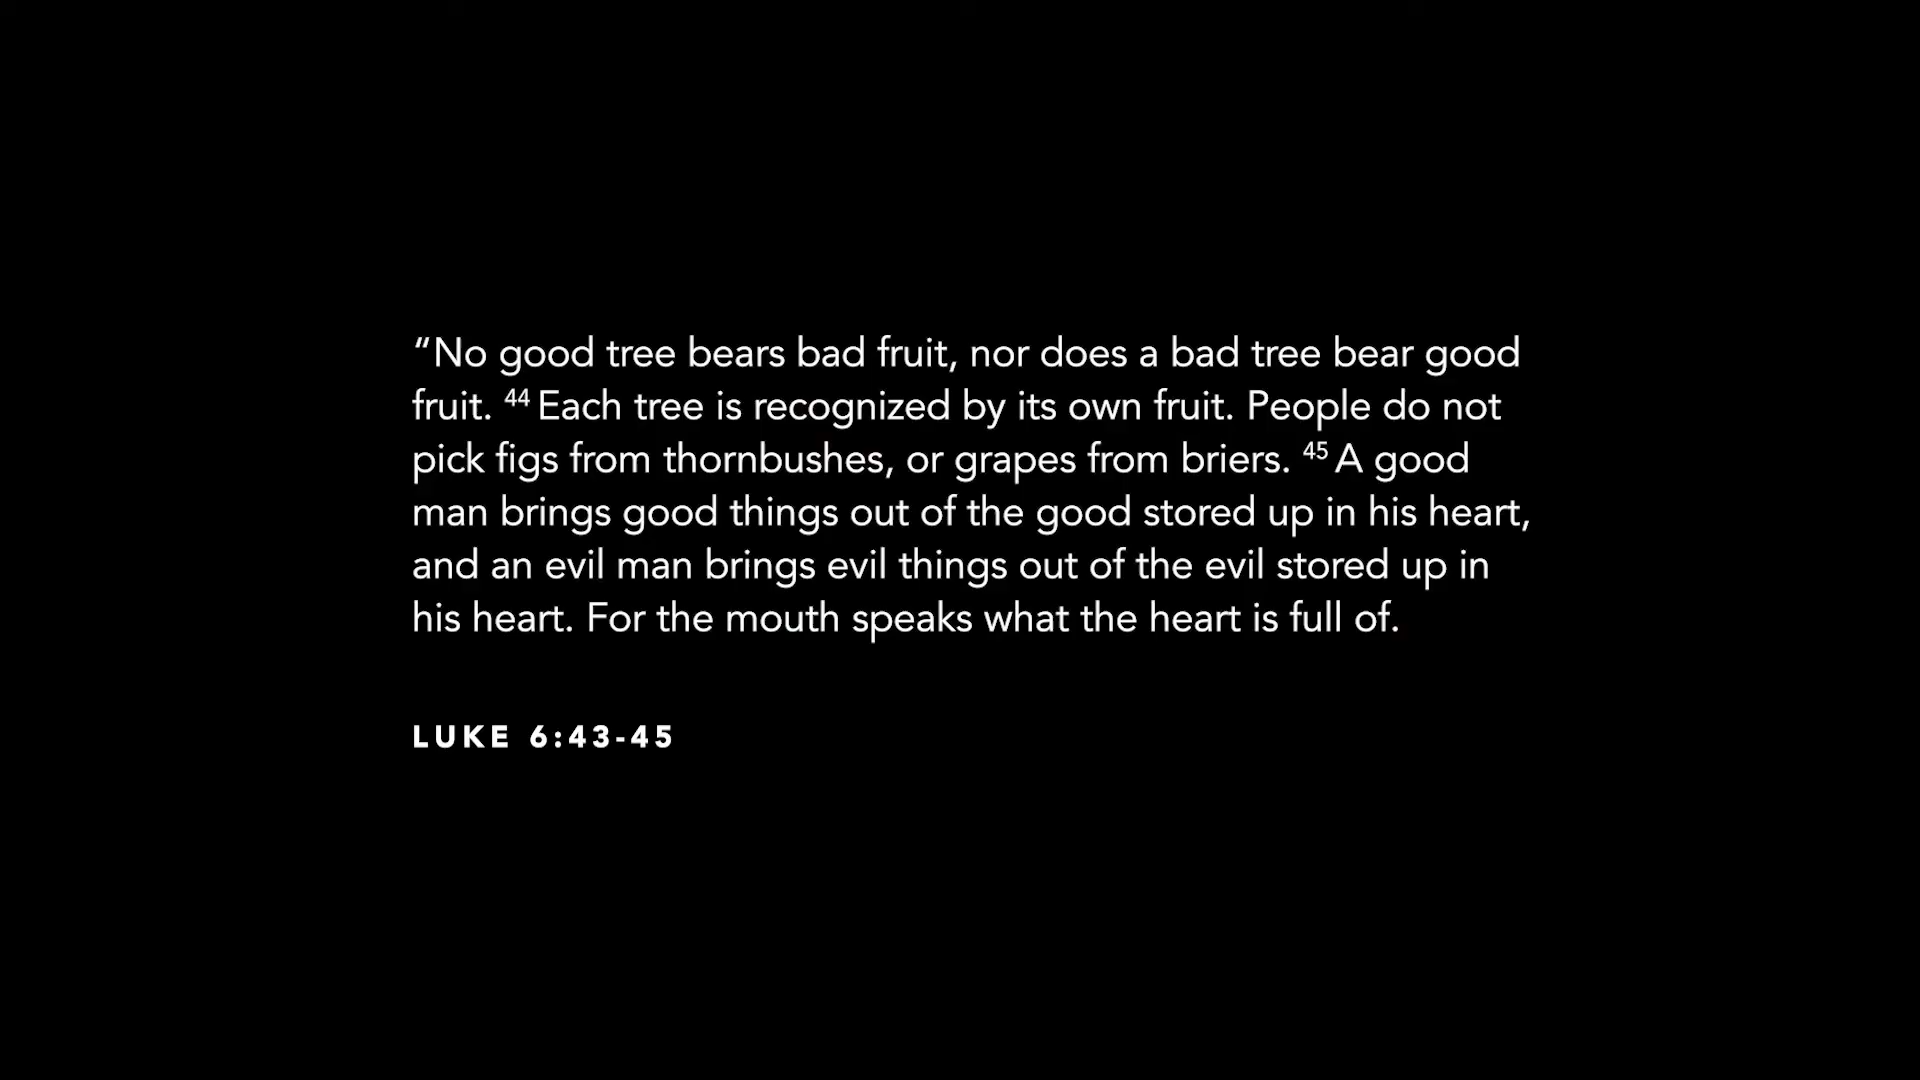 “No good tree bears bad fruit, nor does a bad tree bear good
fruit. 44 Each tree is recognized by its own fruit. People do not
pick figs from thornbushes, or grapes from briers. 45 A good
man brings good things out of the good stored up in his heart,
and an evil man brings evil things out of the evil stored up in
his heart. For the mouth speaks what the heart is full of.
LUKE 6:43-45